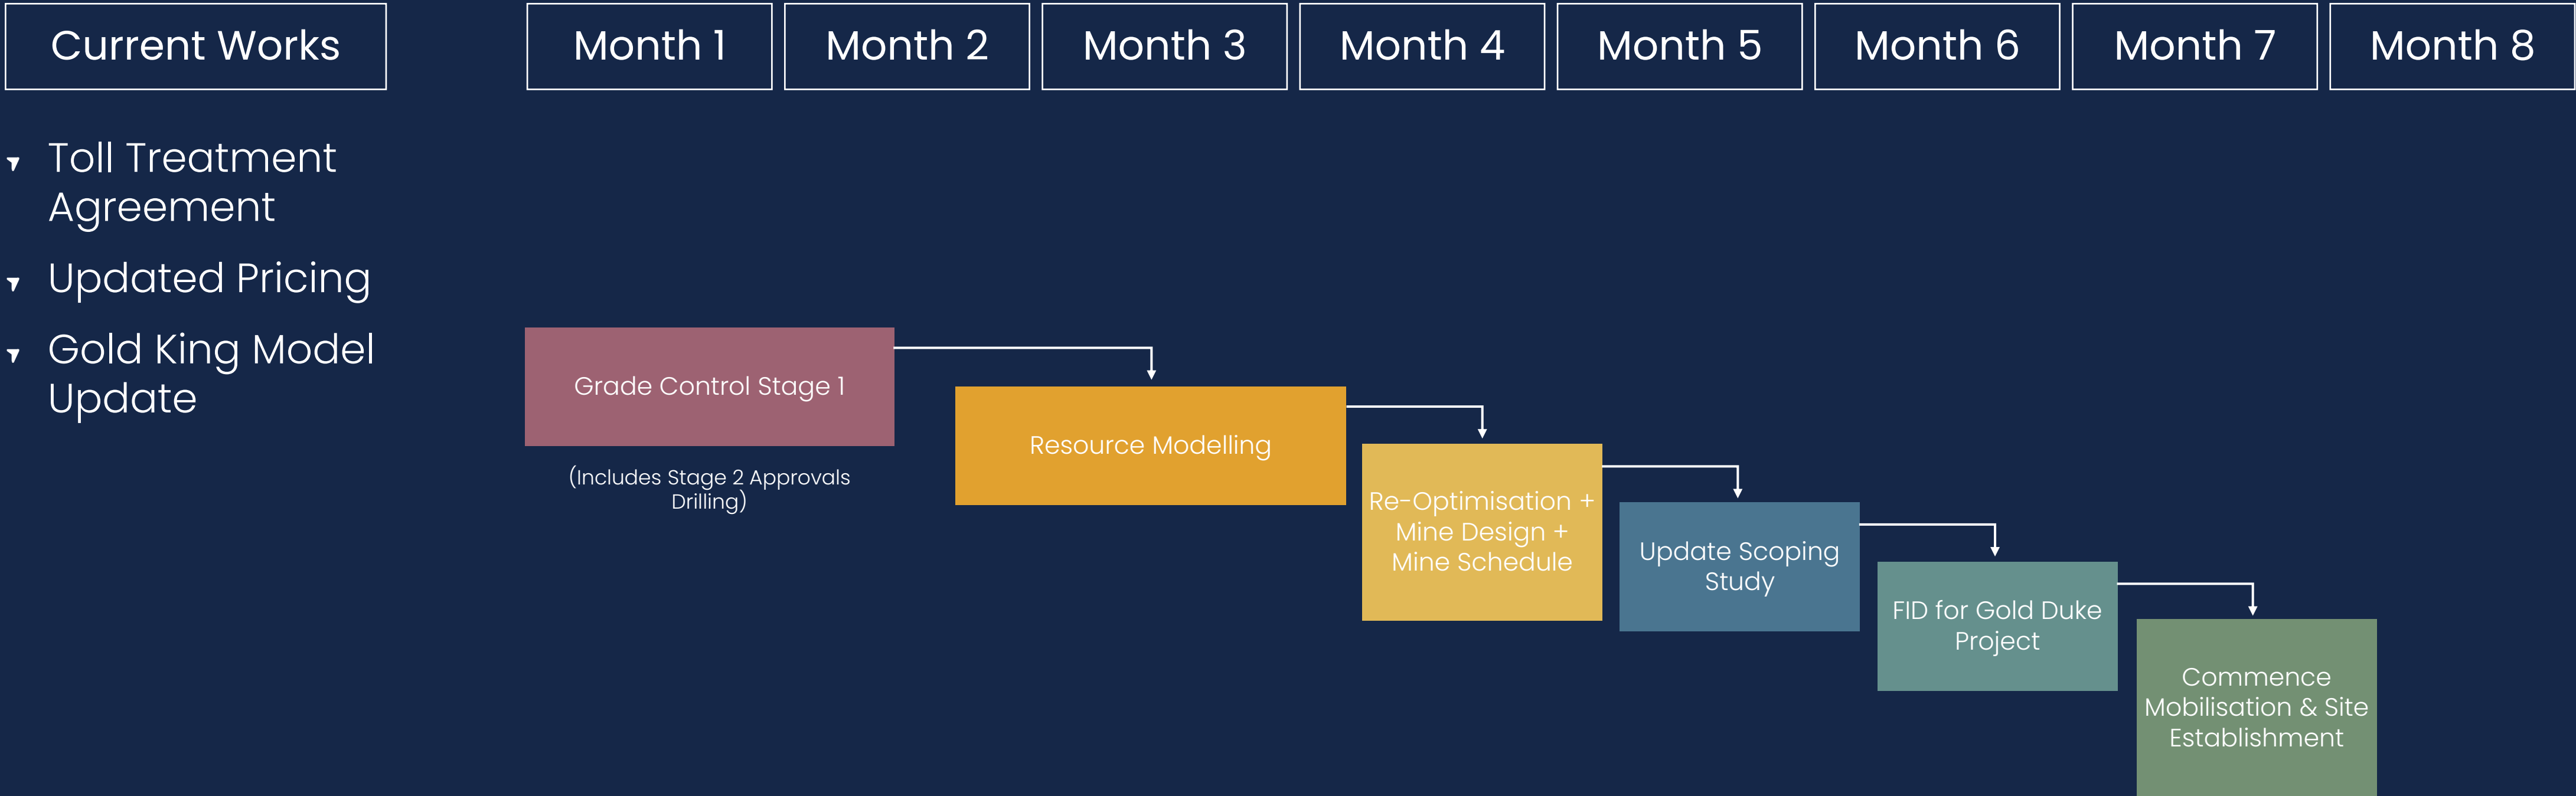 Current Works
Month 1
Month 2
Month 3
Month 4
Month 5
Month 6
Month 7
Month 8
Toll Treatment
Agreement
Updated Pricing
Gold King Model
Update
Grade Control Stage 1
(Includes Stage 2 Approvals
Drilling)
Resource Modelling
Re-Optimisation +
Mine Design +
Mine Schedule
Update Scoping
Study
FID for Gold Duke
Project
Commence
Mobilisation & Site
Establishment